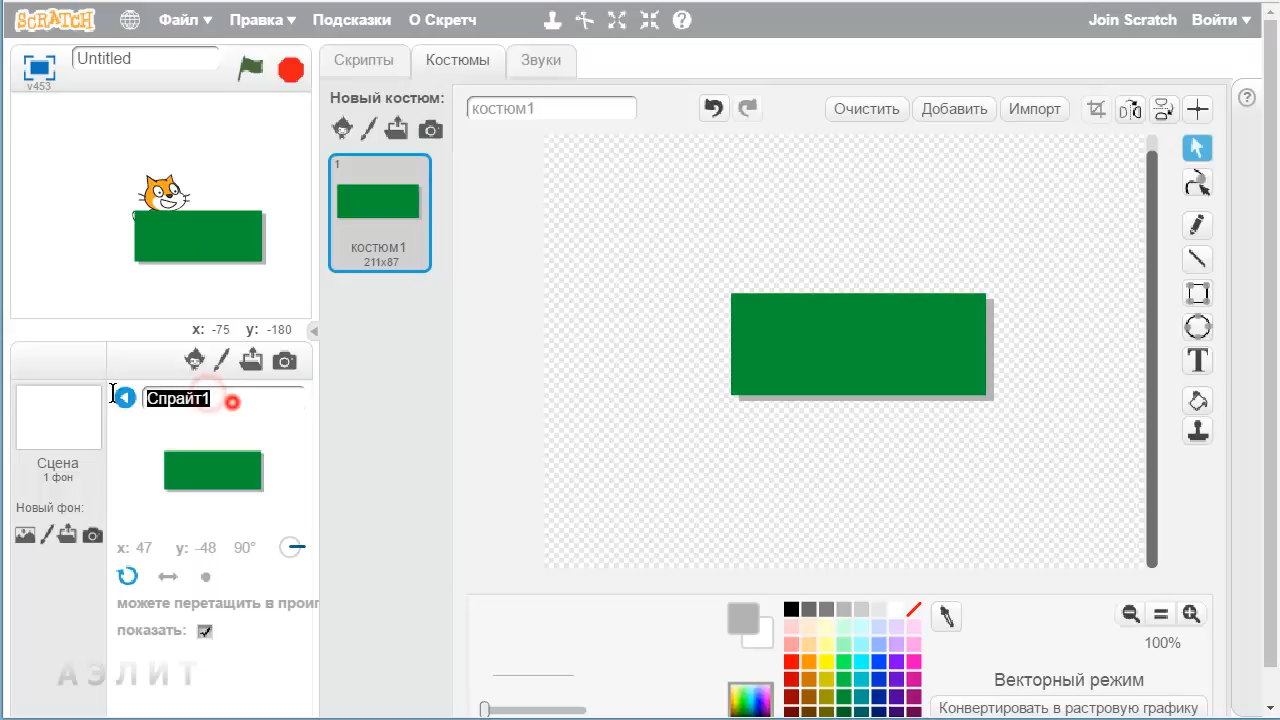 SCRATCH Файл Правка Подсказки О Скретч Join Scratch Войти
Untitled
v453
Скрипты Костюмы Звуки
Новый костюм:
костюм1
Очистить Добавить Импорт
1
костюм1
211x87
x: -75 y: -180
Спрайт1
Сцена
1 фон
Новый фон:
x: 47 y: -48 90°
можете перетащить в проиг
показать:
АЭЛИТ
T
100%
Векторный режим
Конвертировать в растровую графику